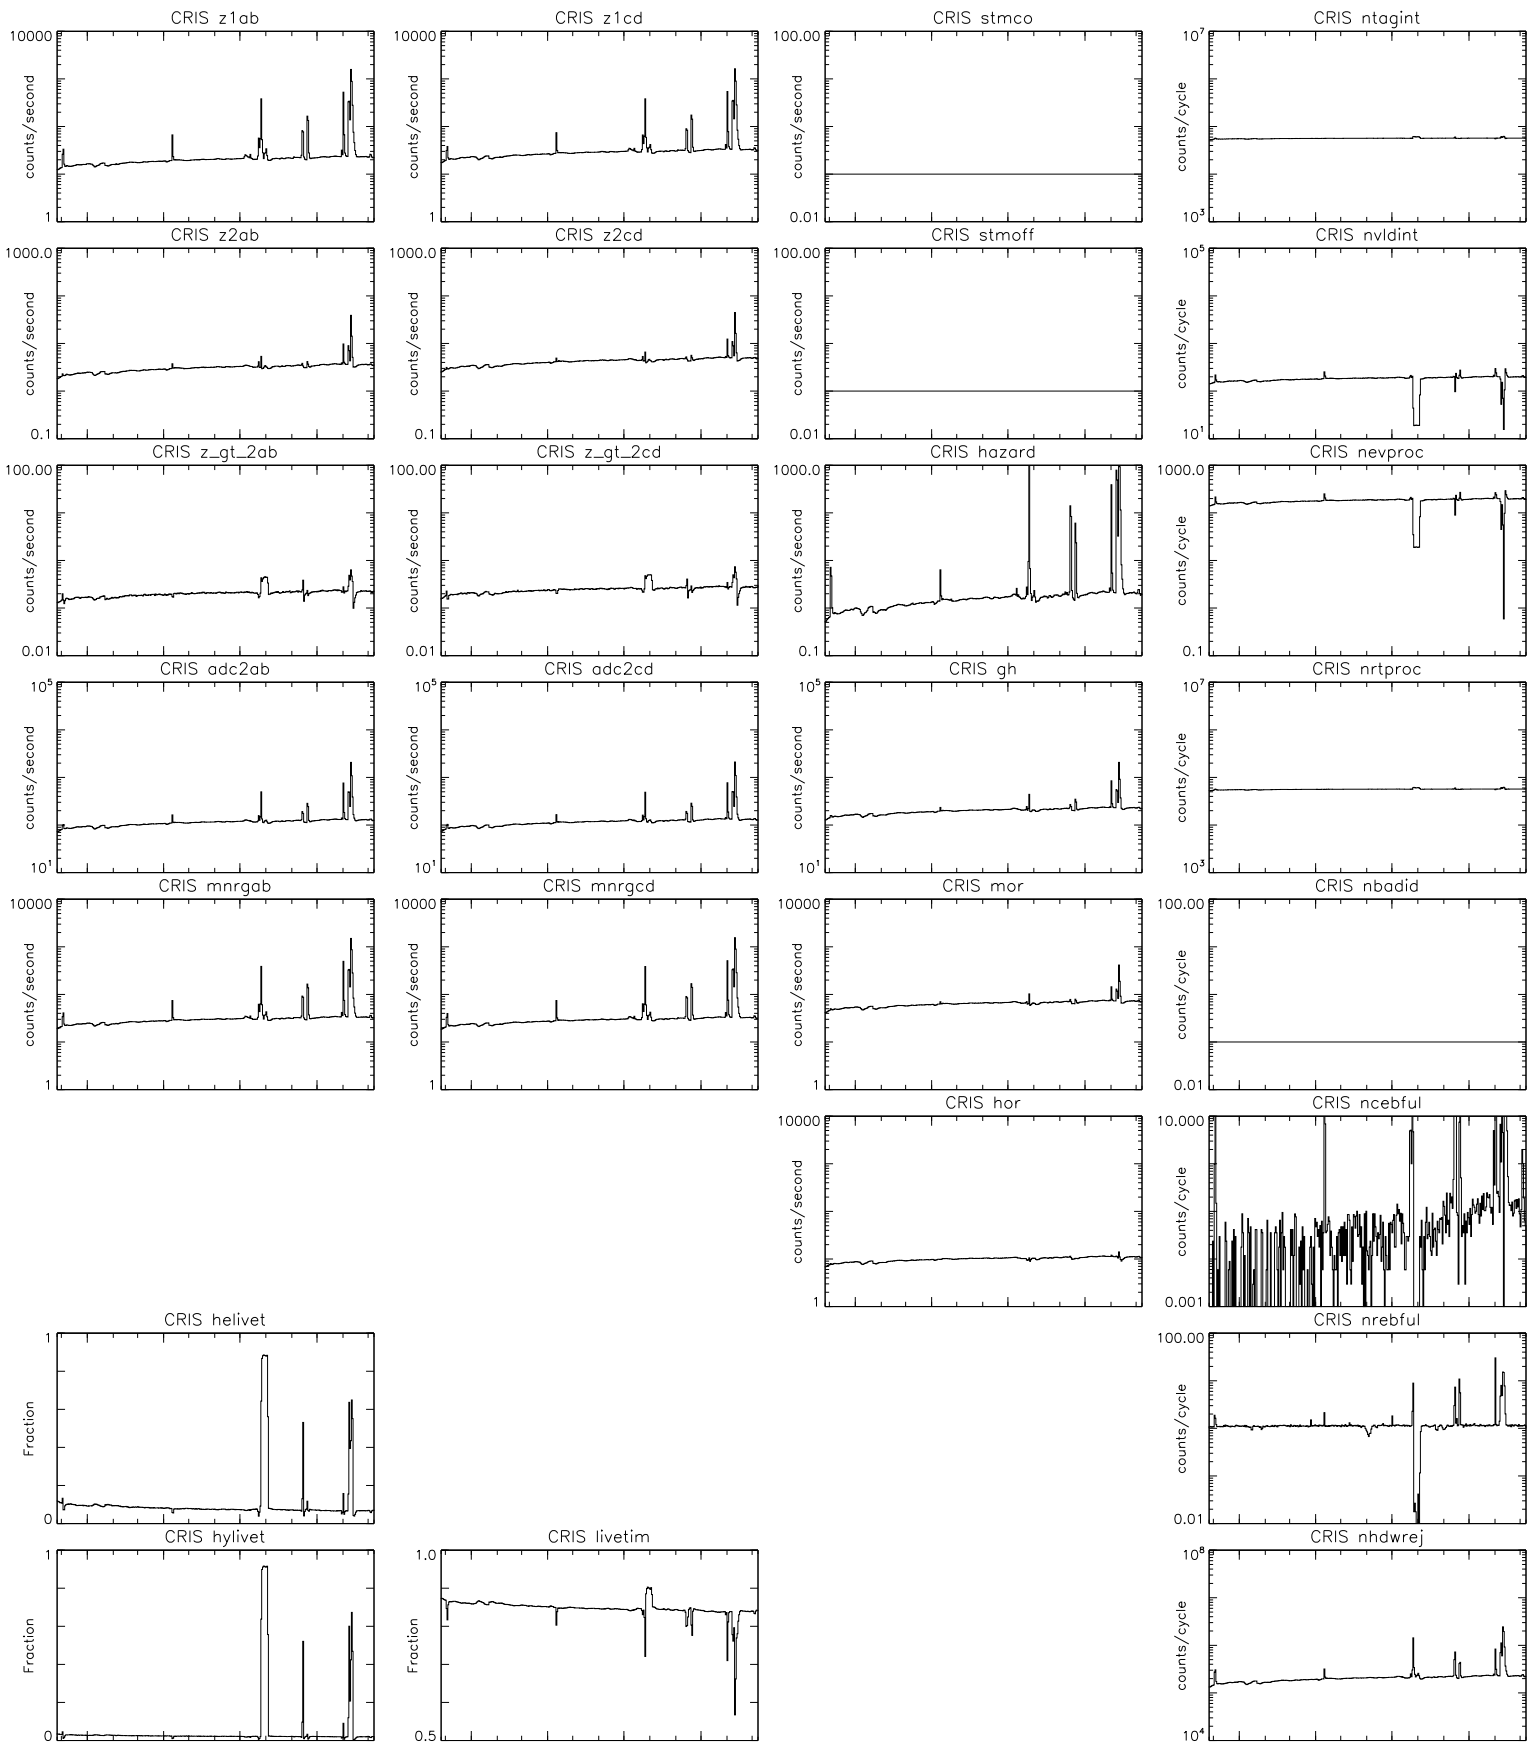 CRIS z1ab
10000
counts/second
1
CRIS z1cd
10000
counts/second
1
CRIS stmco
100.00
counts/second
0.01
CRIS ntagint
10^7
counts/cycle
10^3
CRIS z2ab
1000.0
counts/second
0.1
CRIS z2cd
1000.0
counts/second
0.1
CRIS stmoff
100.00
counts/second
0.01
CRIS nvldint
10^5
counts/cycle
10^1
CRIS z_gt_2ab
100.00
counts/second
0.01
CRIS z_gt_2cd
100.00
counts/second
0.01
CRIS hazard
1000.0
counts/second
0.1
CRIS nevproc
1000.0
counts/cycle
0.1
CRIS adc2ab
10^5
counts/second
10^1
CRIS adc2cd
10^5
counts/second
10^1
CRIS gh
10^5
counts/second
10^1
CRIS nrtproc
10^7
counts/cycle
10^3
CRIS mnrgab
10000
counts/second
1
CRIS mnrgcd
10000
counts/second
1
CRIS mor
10000
counts/second
1
CRIS nbadid
100.00
counts/cycle
0.01
CRIS hor
10000
counts/second
1
CRIS ncebful
10.000
counts/cycle
0.001
CRIS helivet
1
Fraction
0
CRIS nrebful
100.00
counts/cycle
0.01
CRIS hylivet
1
Fraction
0
CRIS livetim
1.0
Fraction
0.5
CRIS nhdwrej
10^8
counts/cycle
10^4